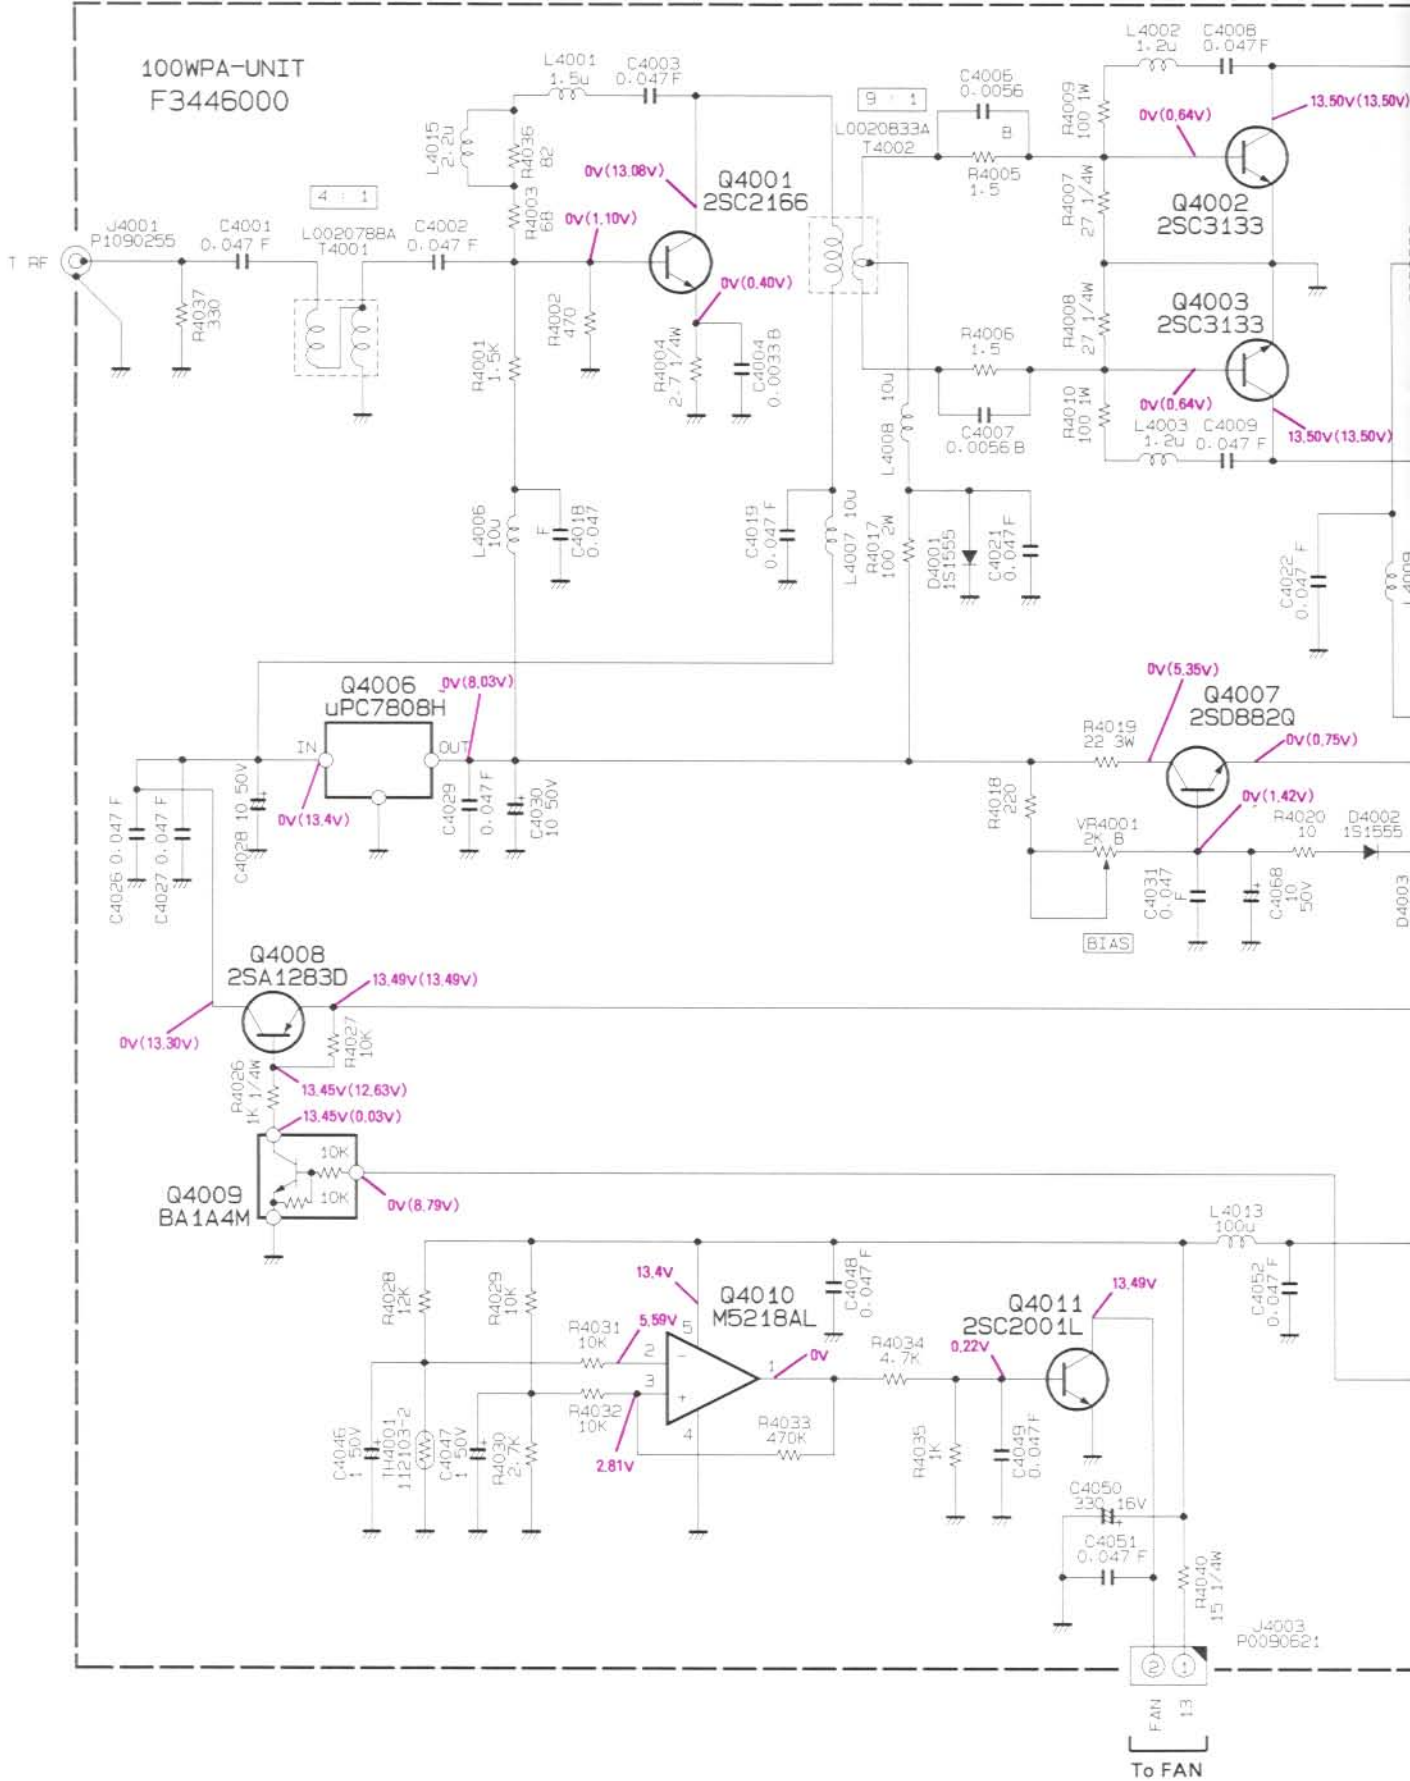 100WPA-UNIT
F3446000
L4001
1.5u
C4003
0.047 F
L4015
2.2u
R4036
82
R4003
68
4 : 1
J4001
P1090255
C4001
0.047 F
L0020788A
T4001
C4002
0.047 F
T RF
R4037
330
R4001
1.5K
R4002
470
0V(13.08V)
0V(1.10V)
Q4001
2SC2166
0V(0.40V)
R4004
2.7 1/4W
C4004
0.0033B
9 : 1
L0020833A
T4002
C4006
0.0056
B
R4005
1.5
R4006
1.5
C4007
0.0056B
L4008 10u
L4002
1.2u
C4008
0.047 F
R4009
100 1W
R4007
27 1/4W
R4008
27 1/4W
R4010
100 1W
13.50V(13.50V)
0V(0.64V)
Q4002
2SC3133
Q4003
2SC3133
0V(0.64V)
13.50V(13.50V)
L4003
1.2u
C4009
0.047 F
L4006
10u
F
C4018
0.047
C4019
0.047 F
L4007 10u
R4017
100 2W
D4001
1S1555
C4021
0.047F
C4022
0.047 F
L4009
Q4006
uPC7808H
0V(8.03V)
IN
OUT
0V(13.4V)
C4026 0.047 F
C4027 0.047 F
C4028 10 50V
+
C4029
0.047 F
+
C4030
10 50V
0V(5.35V)
Q4007
2SD882Q
R4019
22 3W
0V(0.75V)
R4018
220
VR4001
2K B
0V(1.42V)
R4020
10
D4002
1S1555
BIAS
C4031
0.047
F
+
C4068
10
50V
D4003
Q4008
2SA1283D
13.49V(13.49V)
0V(13.30V)
R4027
10K
R4026
1K 1/4W
13.45V(12.63V)
13.45V(0.03V)
10K
10K
Q4009
BA1A4M
0V(8.79V)
L4013
100u
R4028
12K
R4029
10K
13.4V
Q4010
M5218AL
C4048
0.047 F
C4052
0.047 F
13.49V
Q4011
2SC2001L
R4031
10K
5.59V
5
2
−
3
+
4
1
0V
R4034
4.7K
0.22V
R4032
10K
R4033
470K
2.81V
C4046
1 50V
+
TH4001
112103-2
C4047
1 50V
+
R4030
2.7K
R4035
1K
C4049
0.047F
C4050
330 16V
+
C4051
0.047 F
R4040
15 1/4W
J4003
P0090621
2
1
FAN
13
To FAN